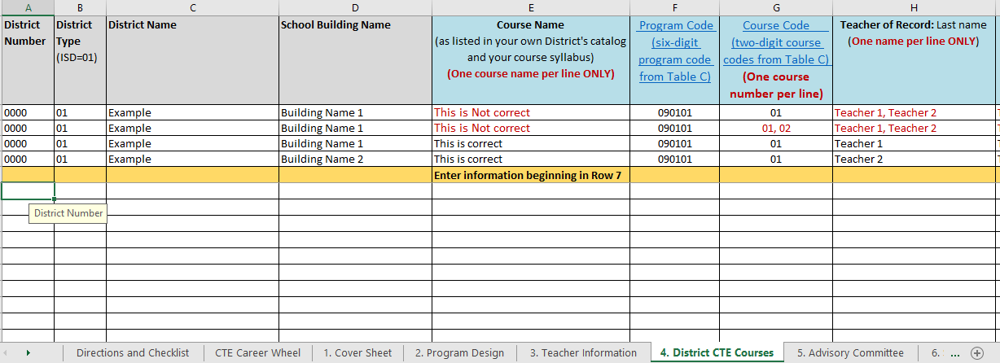 A B C D E F G H
District Number
District Type (ISD=01)
District Name
School Building Name
Course Name
(as listed in your own District's catalog
and your course syllabus)
(One course name per line ONLY)
Program Code
(six-digit
program code
from Table C)
Course Code
(two-digit course
codes from Table C)
(One course
number per line)
Teacher of Record: Last name
(One name per line ONLY)
0000 01 Example Building Name 1 This is Not correct 090101 01 Teacher 1, Teacher 2
0000 01 Example Building Name 1 This is Not correct 090101 01, 02 Teacher 1, Teacher 2
0000 01 Example Building Name 1 This is correct 090101 01 Teacher 1
0000 01 Example Building Name 2 This is correct 090101 01 Teacher 2
Enter information beginning in Row 7
District Number
Directions and Checklist CTE Career Wheel 1. Cover Sheet 2. Program Design 3. Teacher Information 4. District CTE Courses 5. Advisory Committee 6. ...